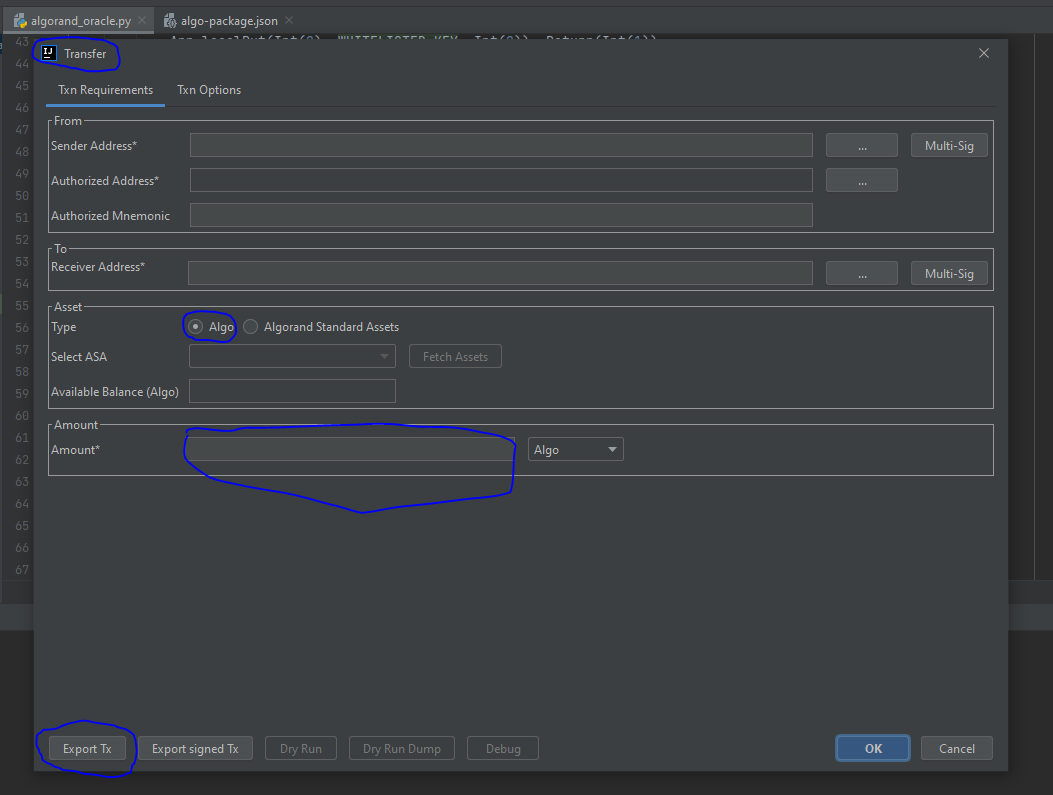 algorand_oracle.py algo-package.json
43
44 Transfer
45
46 Txn Requirements Txn Options
47 From
48 Sender Address* ... Multi-Sig
49 Authorized Address* ...
50
51 Authorized Mnemonic
52 To
53 Receiver Address* ... Multi-Sig
54
55 Asset
56 Type Algo Algorand Standard Assets
57 Select ASA Fetch Assets
58
59 Available Balance (Algo)
60 Amount
61
62 Amount* Algo
63
64
65
66
67
Export Tx Export signed Tx Dry Run Dry Run Dump Debug OK Cancel